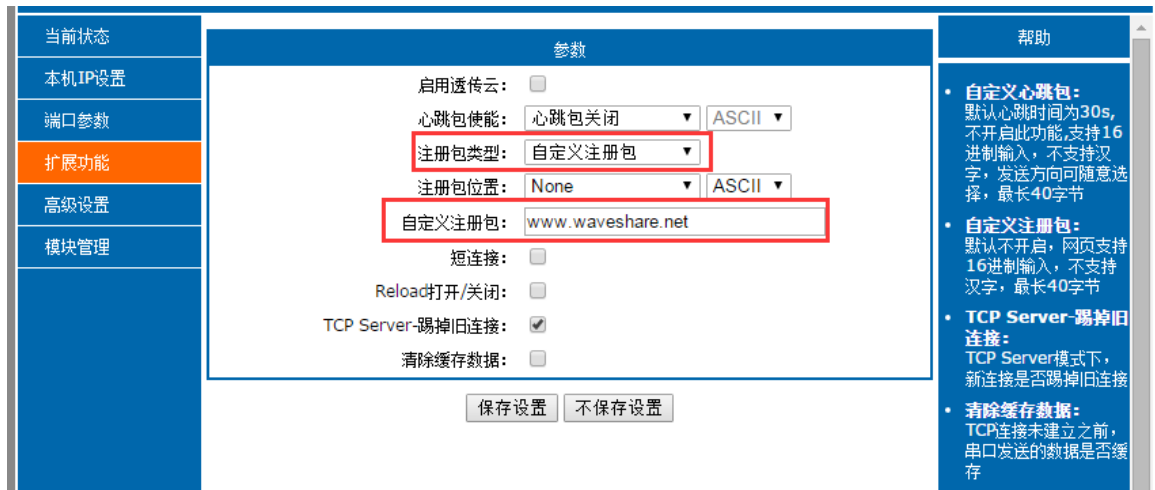 当前状态
本机IP设置
端口参数
扩展功能
高级设置
模块管理
参数
启用透传云：
心跳包使能： 心跳包关闭 ASCII
注册包类型： 自定义注册包
注册包位置： None ASCII
自定义注册包： www.waveshare.net
短连接：
Reload打开/关闭：
TCP Server-踢掉旧连接：
清除缓存数据：
保存设置 不保存设置
帮助
自定义心跳包：
默认心跳时间为30s,
不开启此功能,支持16
进制输入，不支持汉
字，发送方向可随意选
择，最长40字节
自定义注册包：
默认不开启，网页支持
16进制输入，不支持
汉字，最长40字节
TCP Server-踢掉旧
连接：
TCP Server模式下，
新连接是否踢掉旧连接
清除缓存数据：
TCP连接未建立之前，
串口发送的数据是否缓
存